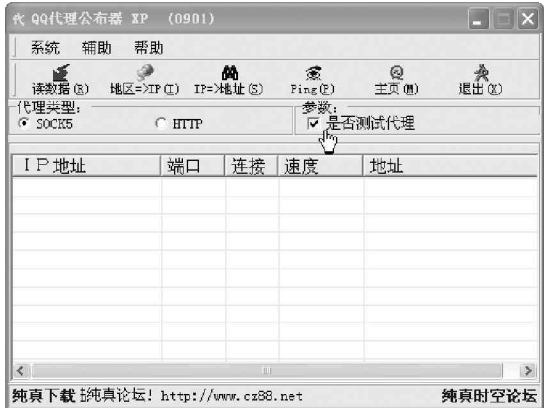 QQ代理公布器 XP (0901)
系统 辅助 帮助
读数据(R) 地区=>IP(I) IP=>地址(S) Ping(P) 主页(M) 退出(X)
代理类型: 参数:
SOCK5 HTTP 是否测试代理
IP地址 端口 连接 速度 地址
纯真下载 纯真论坛! http://www.cz88.net 纯真时空论坛